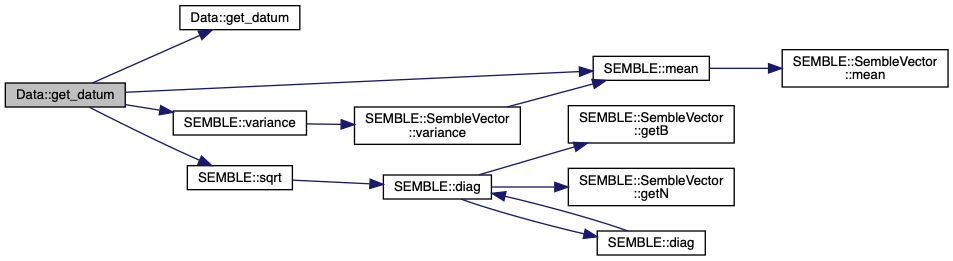 Data::get_datum
Data::get_datum
SEMBLE::mean
SEMBLE::SembleVector
::mean
SEMBLE::variance
SEMBLE::SembleVector
::variance
SEMBLE::sqrt
SEMBLE::diag
SEMBLE::SembleVector
::getB
SEMBLE::SembleVector
::getN
SEMBLE::diag